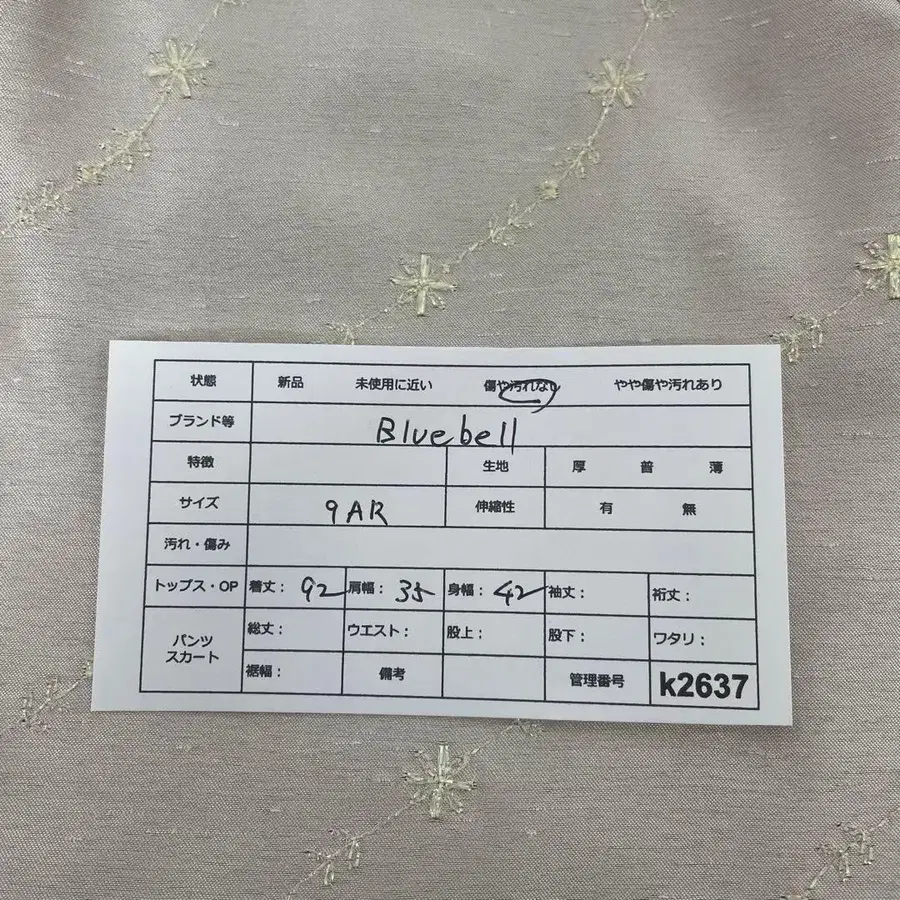 状態 新品 未使用に近い 傷や汚れない やや傷や汚れあり
ブランド等 Bluebell
特徴 生地 厚 普 薄
サイズ 9AR 伸縮性 有 無
汚れ・傷み
トップス・OP 着丈： 92 肩幅： 35 身幅： 42 袖丈： 裄丈：
パンツ スカート 総丈： ウエスト： 股上： 股下： ワタリ：
裾幅： 備考 管理番号 k2637